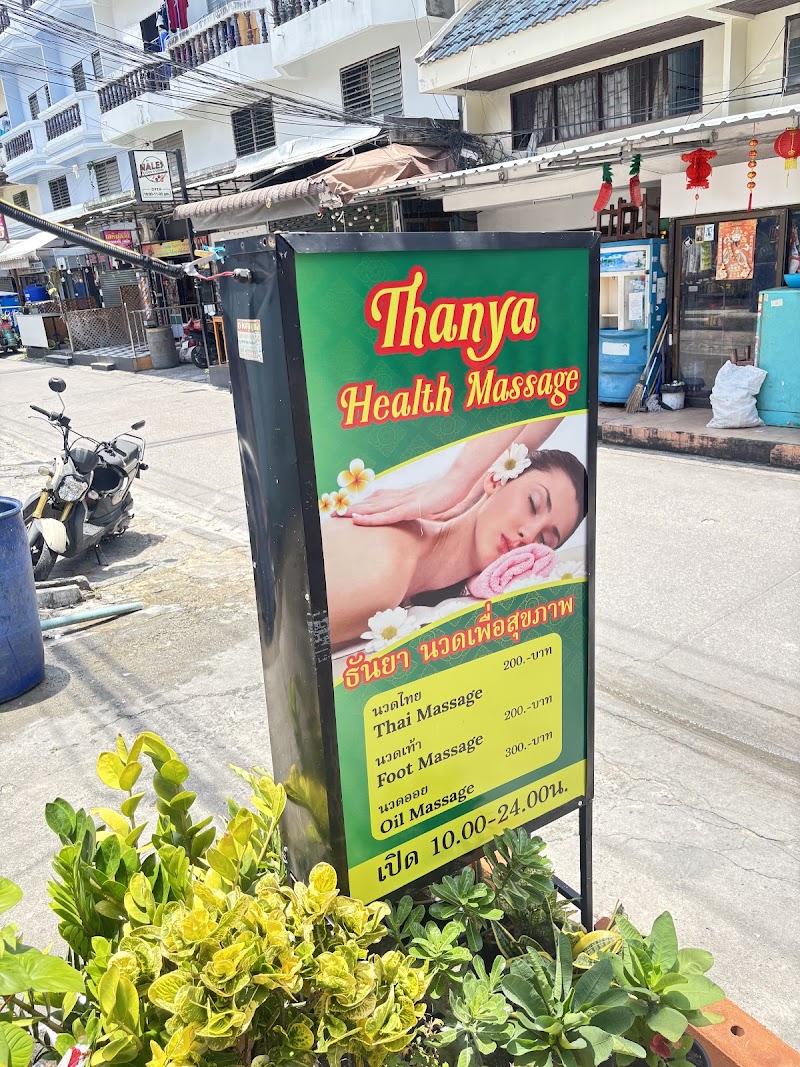 Thanya
Health Massage
ธันยา นวดเพื่อสุขภาพ
นวดไทย 200.-บาท
Thai Massage
นวดเท้า 200.-บาท
Foot Massage
นวดออย 300.-บาท
Oil Massage
เปิด 10.00-24.00น.
NALES